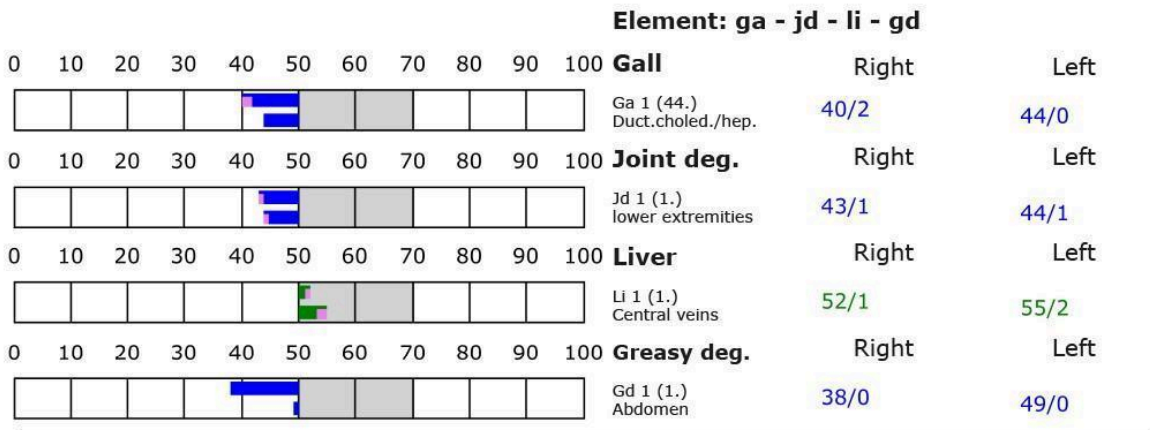 Element: ga - jd - li - gd
0 10 20 30 40 50 60 70 80 90 100 Gall Right Left
Ga 1 (44.) 40/2 44/0
Duct.choled./hep.
0 10 20 30 40 50 60 70 80 90 100 Joint deg. Right Left
Jd 1 (1.) 43/1 44/1
lower extremities
0 10 20 30 40 50 60 70 80 90 100 Liver Right Left
Li 1 (1.) 52/1 55/2
Central veins
0 10 20 30 40 50 60 70 80 90 100 Greasy deg. Right Left
Gd 1 (1.) 38/0 49/0
Abdomen